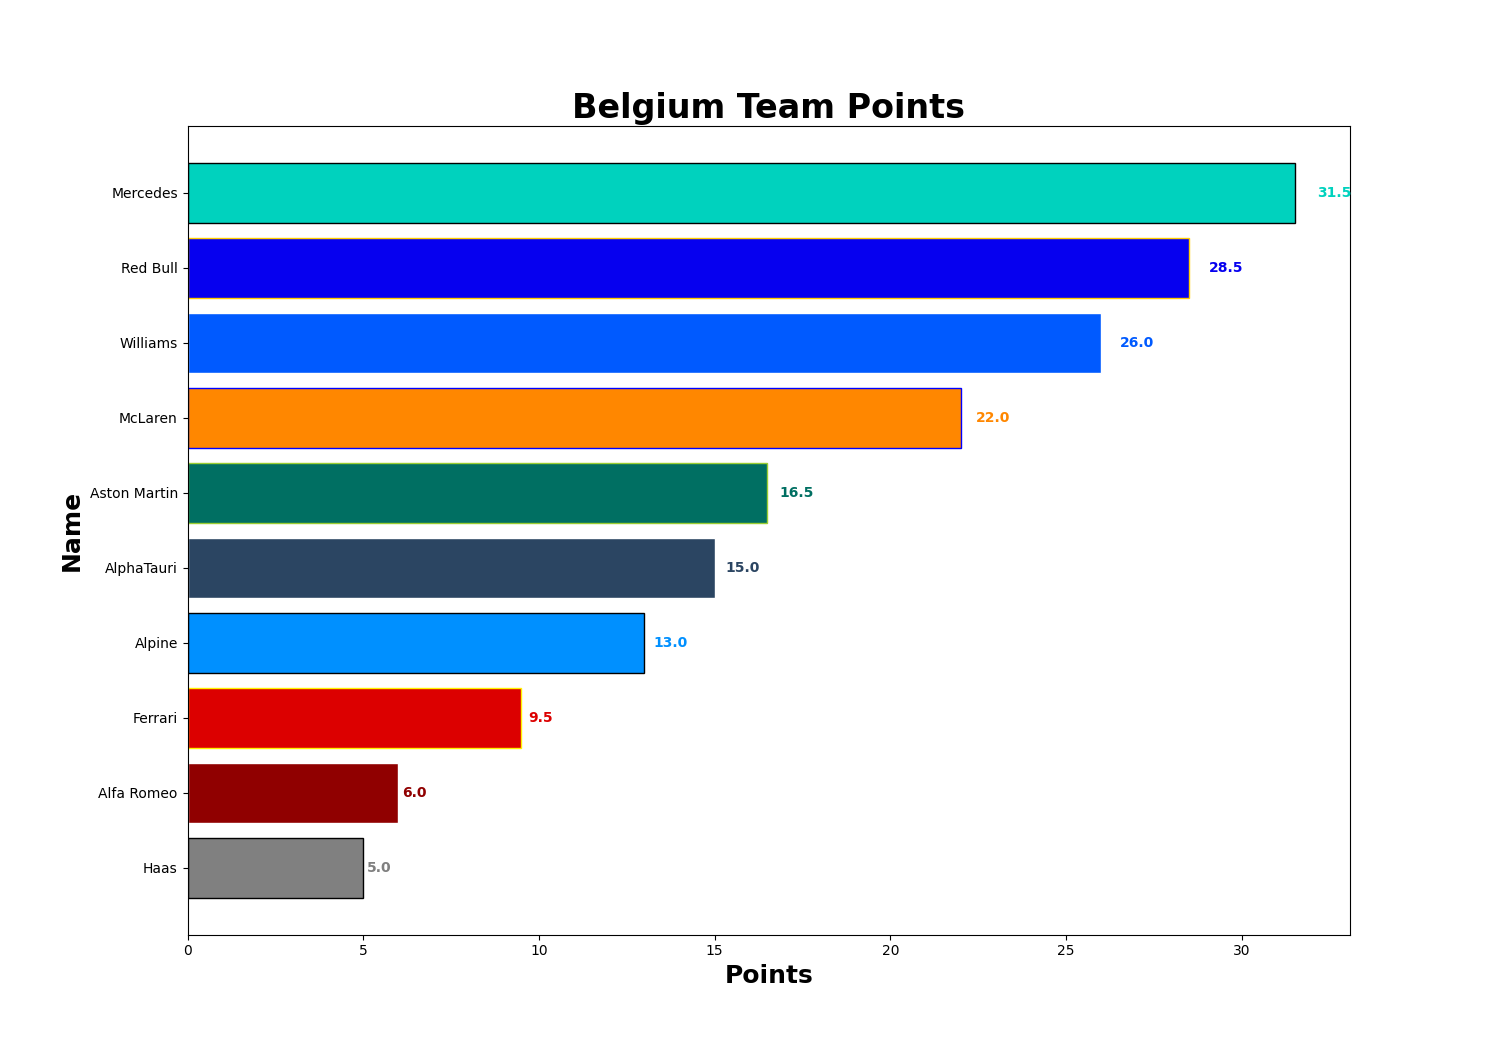 Belgium Team Points
Mercedes 31.5
Red Bull 28.5
Williams 26.0
McLaren 22.0
Aston Martin 16.5
AlphaTauri 15.0
Alpine 13.0
Ferrari 9.5
Alfa Romeo 6.0
Haas 5.0
Name
0 5 10 15 20 25 30
Points